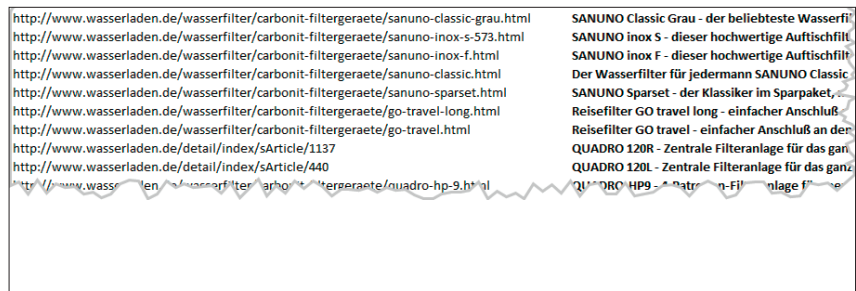 http://www.wasserladen.de/wasserfilter/carbonit-filtergeraete/sanuno-classic-grau.html SANUNO Classic Grau - der beliebteste
http://www.wasserladen.de/wasserfilter/carbonit-filtergeraete/sanuno-inox-s-573.html SANUNO inox S - dieser hochwertige
http://www.wasserladen.de/wasserfilter/carbonit-filtergeraete/sanuno-inox-f.html SANUNO inox F - dieser hochwertige
http://www.wasserladen.de/wasserfilter/carbonit-filtergeraete/sanuno-classic.html Der Wasserfilter für jedermann SANUNO Classic
http://www.wasserladen.de/wasserfilter/carbonit-filtergeraete/sanuno-sparset.html SANUNO Sparset - der Klassiker im Sparpaket,
http://www.wasserladen.de/wasserfilter/carbonit-filtergeraete/go-travel-long.html Reisefilter GO travel long - einfacher Anschluß
http://www.wasserladen.de/wasserfilter/carbonit-filtergeraete/go-travel.html Reisefilter GO travel - einfacher Anschluß an den
http://www.wasserladen.de/detail/index/sArticle/1137 QUADRO 120R - Zentrale Filteranlage für das
http://www.wasserladen.de/detail/index/sArticle/440 QUADRO 120L - Zentrale Filteranlage für das